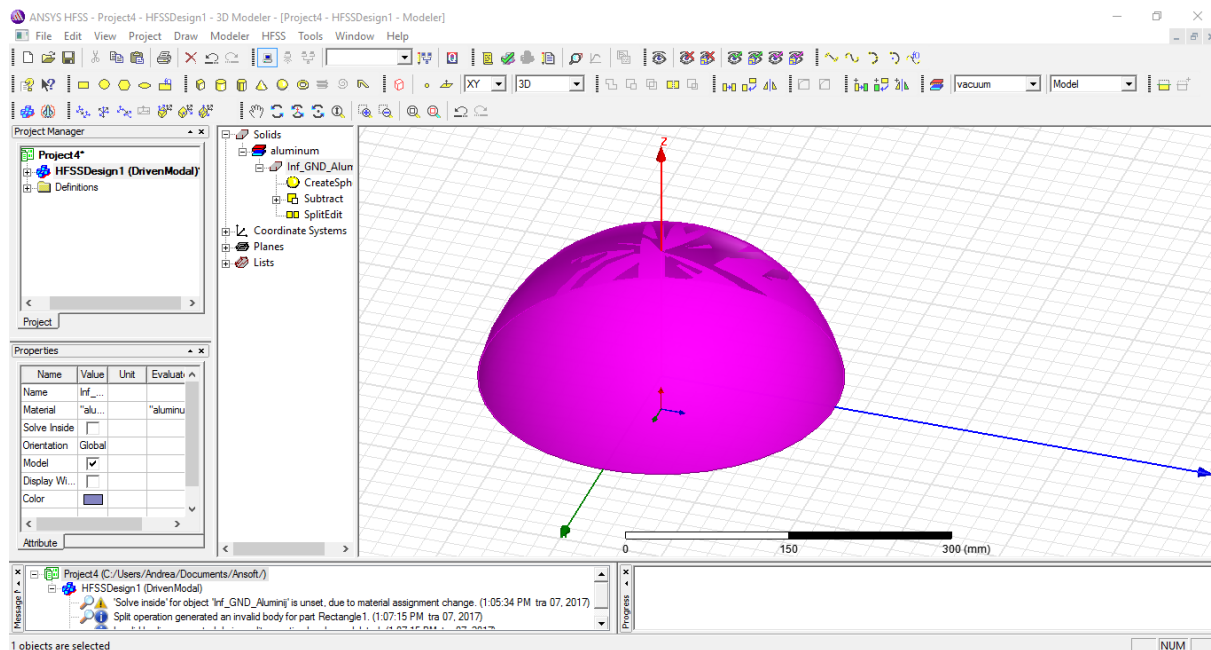 ANSYS HFSS - Project4 - HFSSDesign1 - 3D Modeler - [Project4 - HFSSDesign1 - Modeler]
File Edit View Project Draw Modeler HFSS Tools Window Help
XY 3D vacuum Model
Project Manager
Project4*
HFSSDesign1 (DrivenModal)*
Definitions
Project
Solids
aluminum
Inf_GND_Alun
CreateSph
Subtract
SplitEdit
Coordinate Systems
Planes
Lists
Properties
Name Value Unit Evaluate
Name Inf_...
Material "alu... "aluminu
Solve Inside
Orientation Global
Model
Display Wi...
Color
Attribute
Z
0 150 300 (mm)
Message
Project4 (C:/Users/Andrea/Documents/Ansoft/)
HFSSDesign1 (DrivenModal)
'Solve inside' for object 'Inf_GND_Aluminij' is unset, due to material assignment change. (1:05:34 PM tra 07, 2017)
Split operation generated an invalid body for part Rectangle1. (1:07:15 PM tra 07, 2017)
Progress
1 objects are selected
NUM